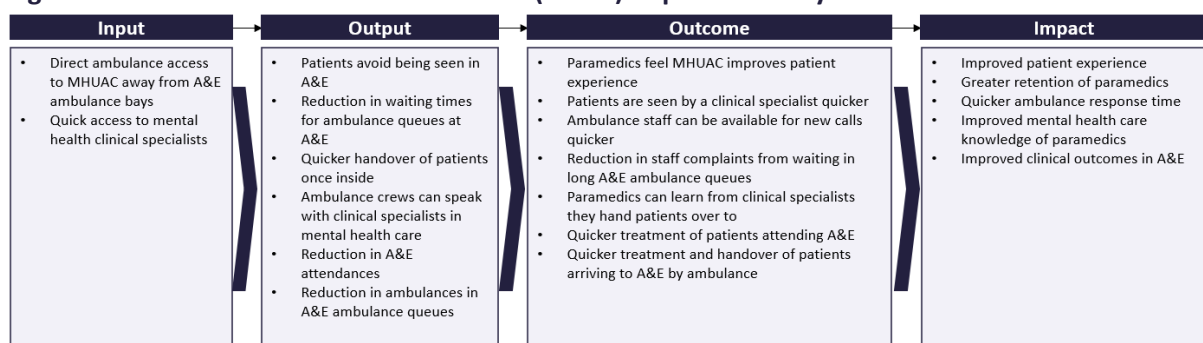 Input
Output
Outcome
Impact
• Direct ambulance access
to MHUAC away from A&E
ambulance bays
• Quick access to mental
health clinical specialists
• Patients avoid being seen in
A&E
• Reduction in waiting times
for ambulance queues at
A&E
• Quicker handover of patients
once inside
• Ambulance crews can speak
with clinical specialists in
mental health care
• Reduction in A&E
attendances
• Reduction in ambulances in
A&E ambulance queues
• Paramedics feel MHUAC improves patient
experience
• Patients are seen by a clinical specialist quicker
• Ambulance staff can be available for new calls
quicker
• Reduction in staff complaints from waiting in
long A&E ambulance queues
• Paramedics can learn from clinical specialists
they hand patients over to
• Quicker treatment of patients attending A&E
• Quicker treatment and handover of patients
arriving to A&E by ambulance
• Improved patient experience
• Greater retention of paramedics
• Quicker ambulance response time
• Improved mental health care
knowledge of paramedics
• Improved clinical outcomes in A&E